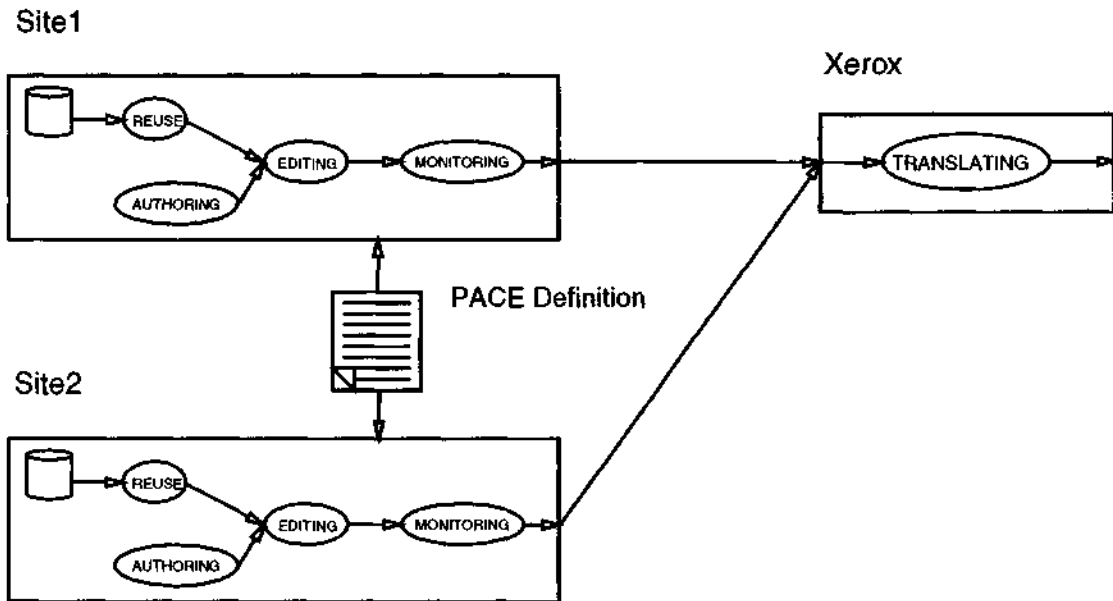 Site1
Xerox
REUSE
EDITING
MONITORING
TRANSLATING
AUTHORING
PACE Definition
Site2
REUSE
EDITING
MONITORING
AUTHORING